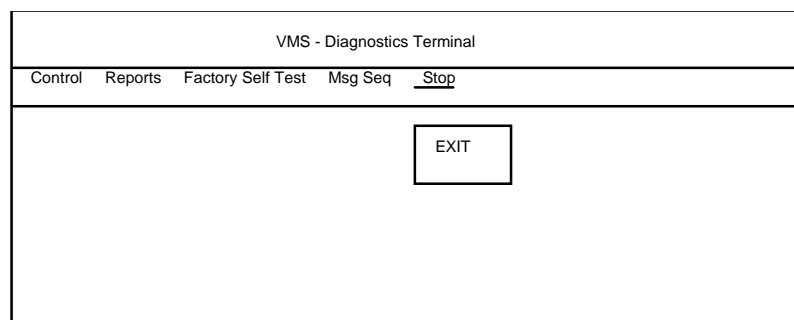 VMS - Diagnostics Terminal
Control Reports Factory Self Test Msg Seq Stop
EXIT